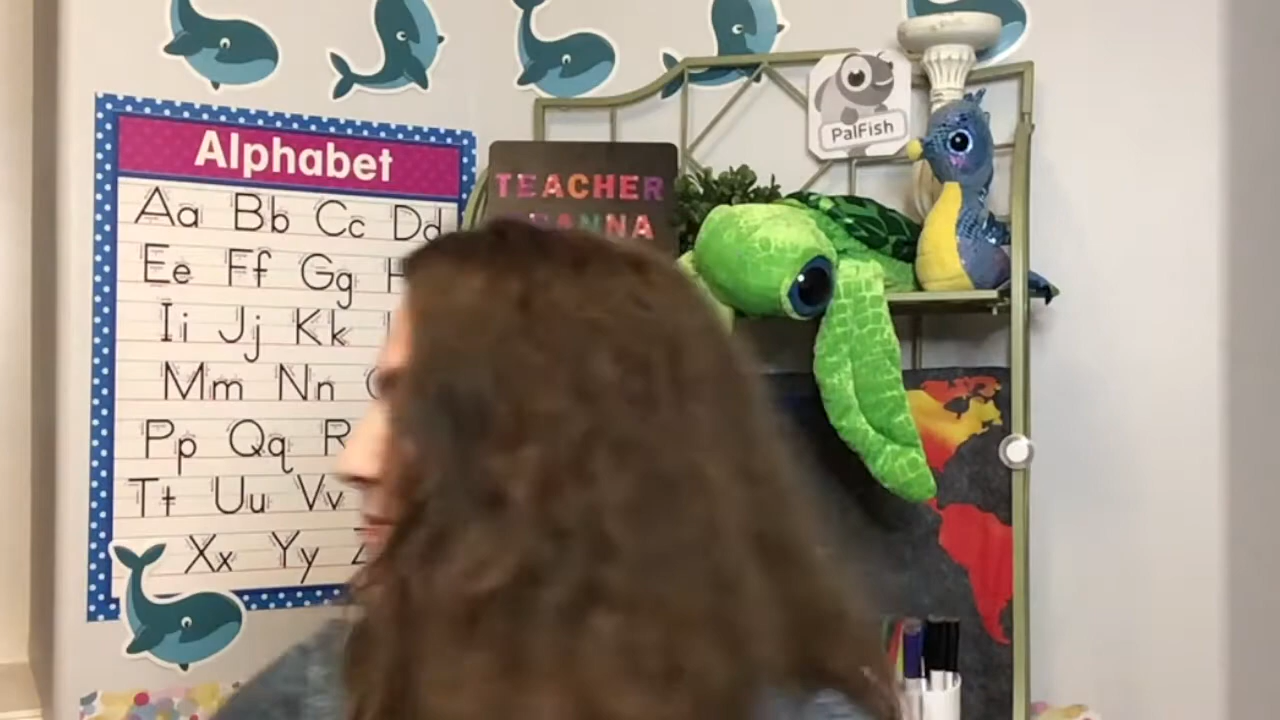 Alphabet
Aa Bb Cc Dd
Ee Ff Gg H
Ii Jj Kk
Mm Nn
Pp Qq R
Tt Uu Vv
Xx Yy Z
TEACHER
PalFish